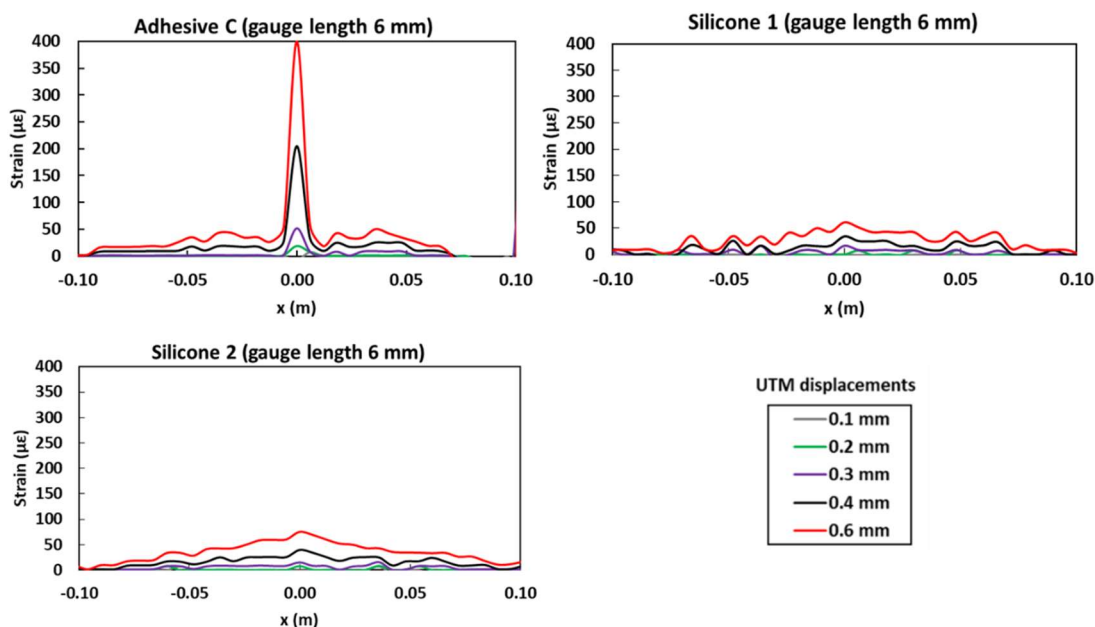 Adhesive C (gauge length 6 mm)
400
350
300
250
200
150
100
50
0
Strain (µε)
-0.10
-0.05
0.00
0.05
0.10
x (m)
Silicone 1 (gauge length 6 mm)
400
350
300
250
200
150
100
50
0
Strain (µε)
-0.10
-0.05
0.00
0.05
0.10
x (m)
Silicone 2 (gauge length 6 mm)
400
350
300
250
200
150
100
50
0
Strain (µε)
-0.10
-0.05
0.00
0.05
0.10
x (m)
UTM displacements
0.1 mm
0.2 mm
0.3 mm
0.4 mm
0.6 mm